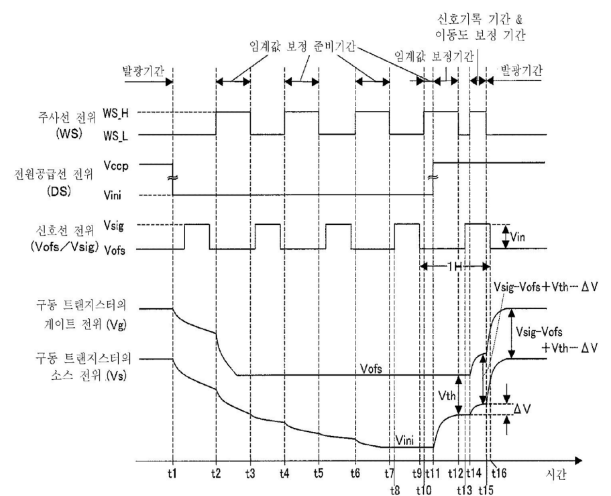 신호기록 기간 &
이동도 보정 기간
임계값 보정 준비기간
임계값 보정기간
발광기간
발광기간
주사선 전위
(WS)
WS_H
WS_L
전원공급선 전위
(DS)
Vccp
Vini
신호선 전위
(Vofs/Vsig)
Vsig
Vofs
Vin
1H
Vsig-Vofs+Vth-ΔV
구동 트랜지스터의
게이트 전위(Vg)
Vsig-Vofs
+Vth-ΔV
구동 트랜지스터의
소스 전위(Vs)
Vofs
Vth
ΔV
Vini
t1 t2 t3 t4 t5 t6 t7 t9 t11 t12 t14 t16 시간
t8 t10 t13 t15